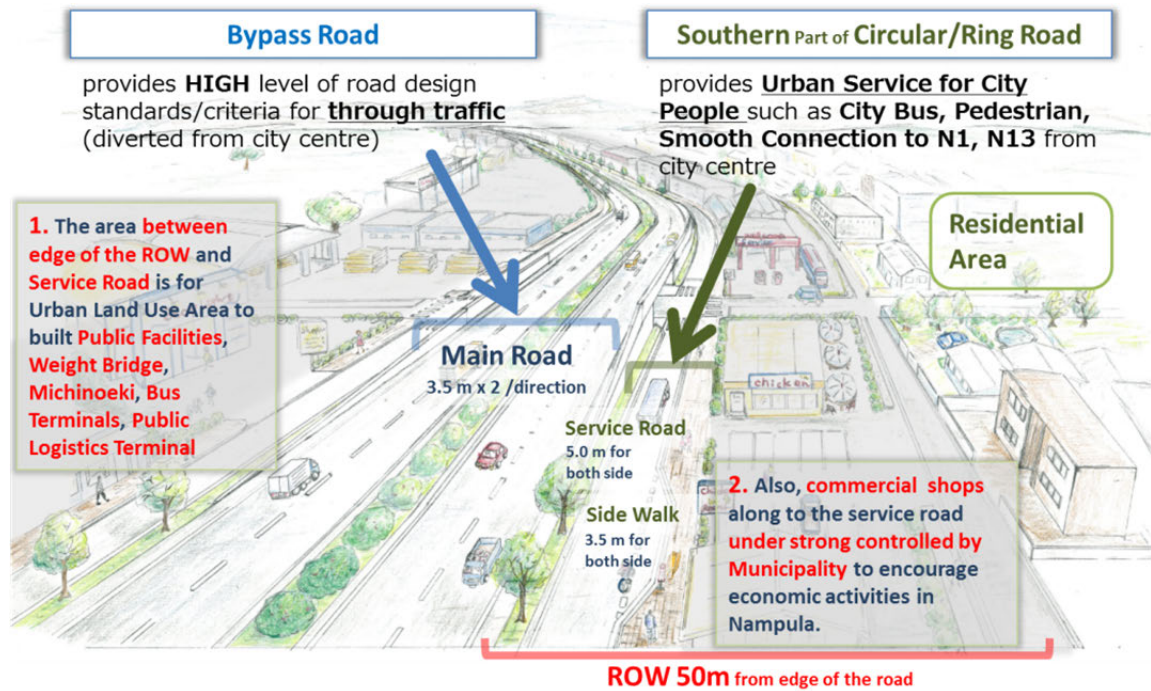 Bypass Road
provides HIGH level of road design
standards/criteria for through traffic
(diverted from city centre)
Southern Part of Circular/Ring Road
provides Urban Service for City
People such as City Bus, Pedestrian,
Smooth Connection to N1, N13 from
city centre
1. The area between
edge of the ROW and
Service Road is for
Urban Land Use Area to
built Public Facilities,
Weight Bridge,
Michinoeki, Bus
Terminals, Public
Logistics Terminal
Residential
Area
Main Road
3.5 m x 2 /direction
chicken
Service Road
5.0 m for
both side
Side Walk
3.5 m for
both side
2. Also, commercial shops
along to the service road
under strong controlled by
Municipality to encourage
economic activities in
Nampula.
ROW 50m from edge of the road